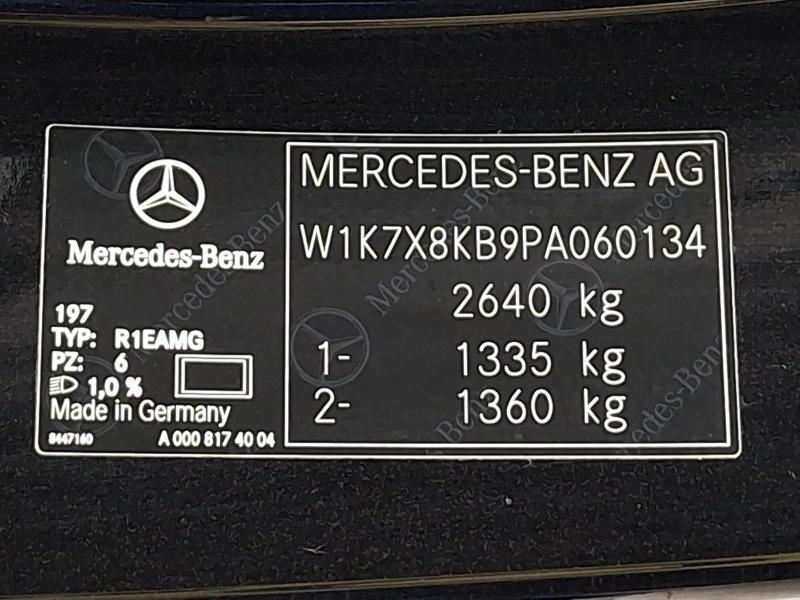 Mercedes-Benz
197
TYP: R1EAMG
PZ: 6
1,0 %
Made in Germany
8447160 A 000 817 40 04
MERCEDES-BENZ AG
W1K7X8KB9PA060134
2640 kg
1- 1335 kg
2- 1360 kg